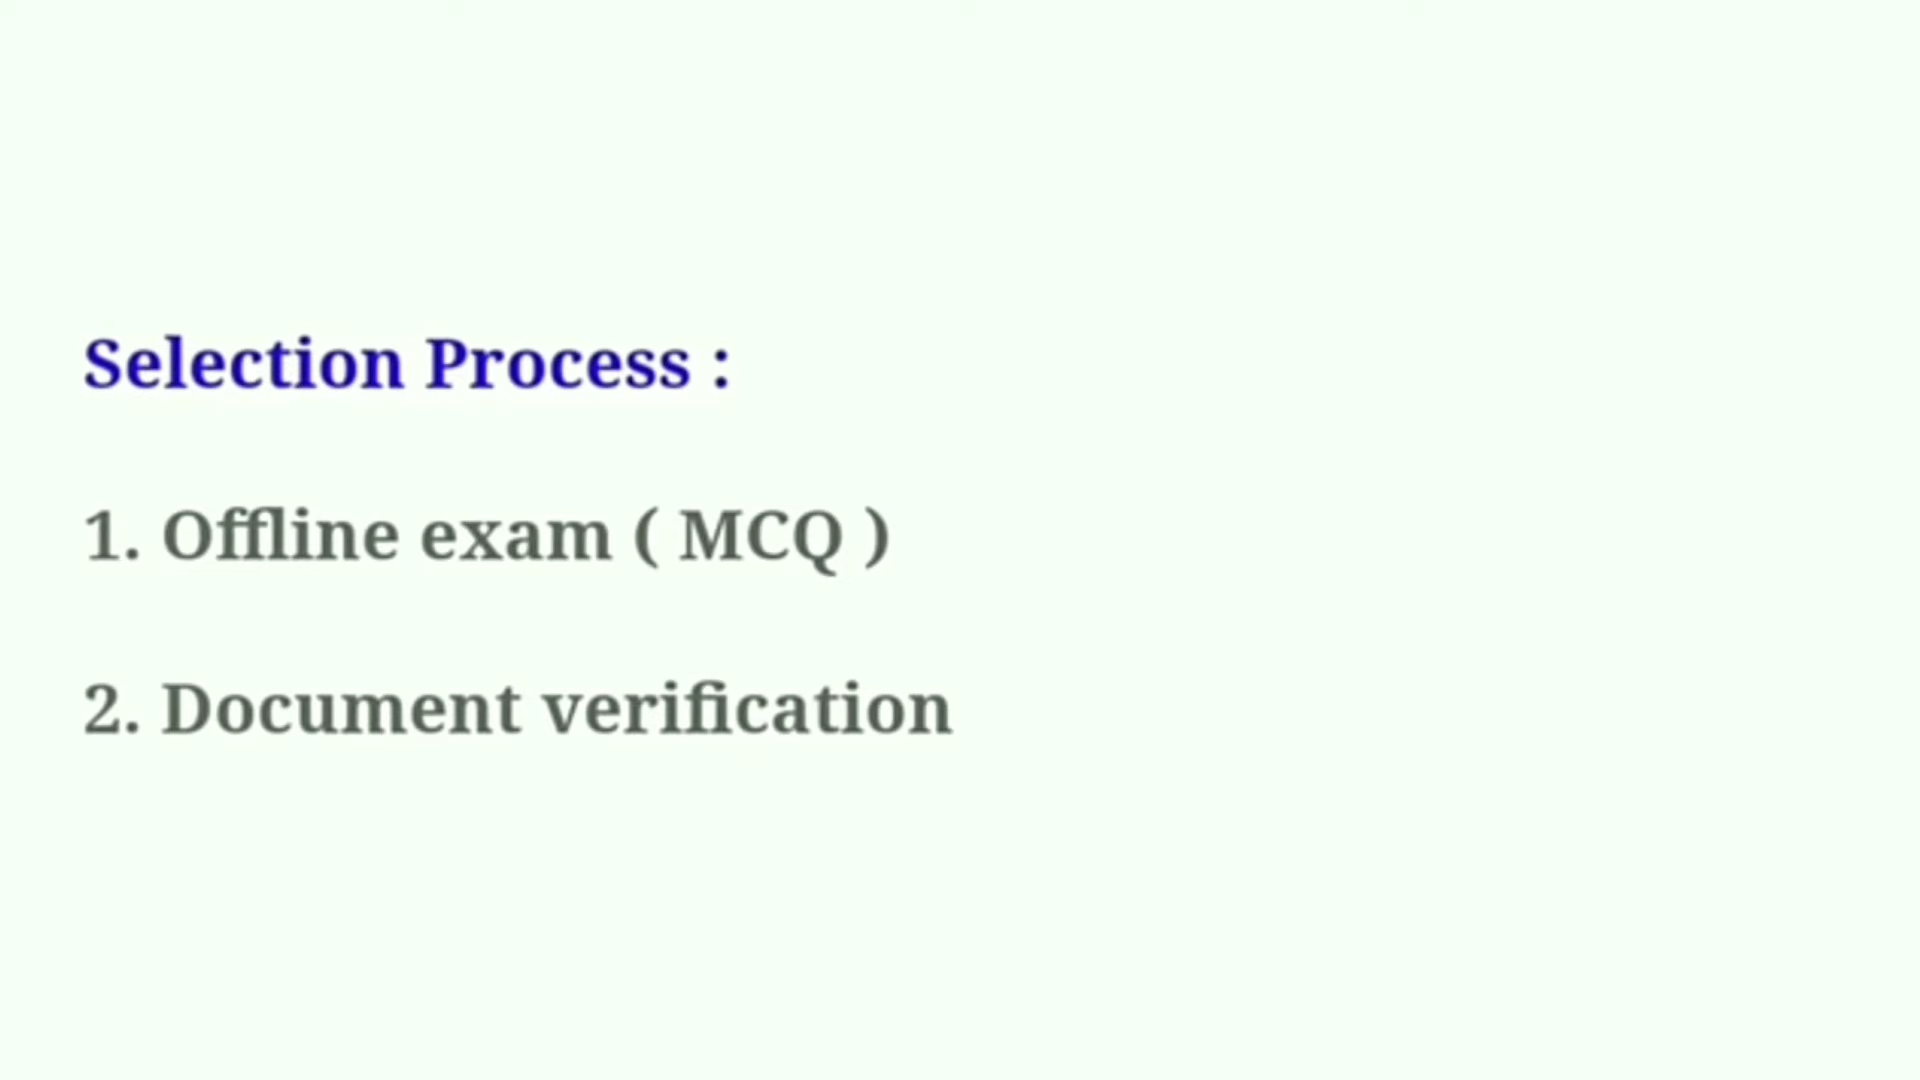 Selection Process :
1. Offline exam ( MCQ )
2. Document verification